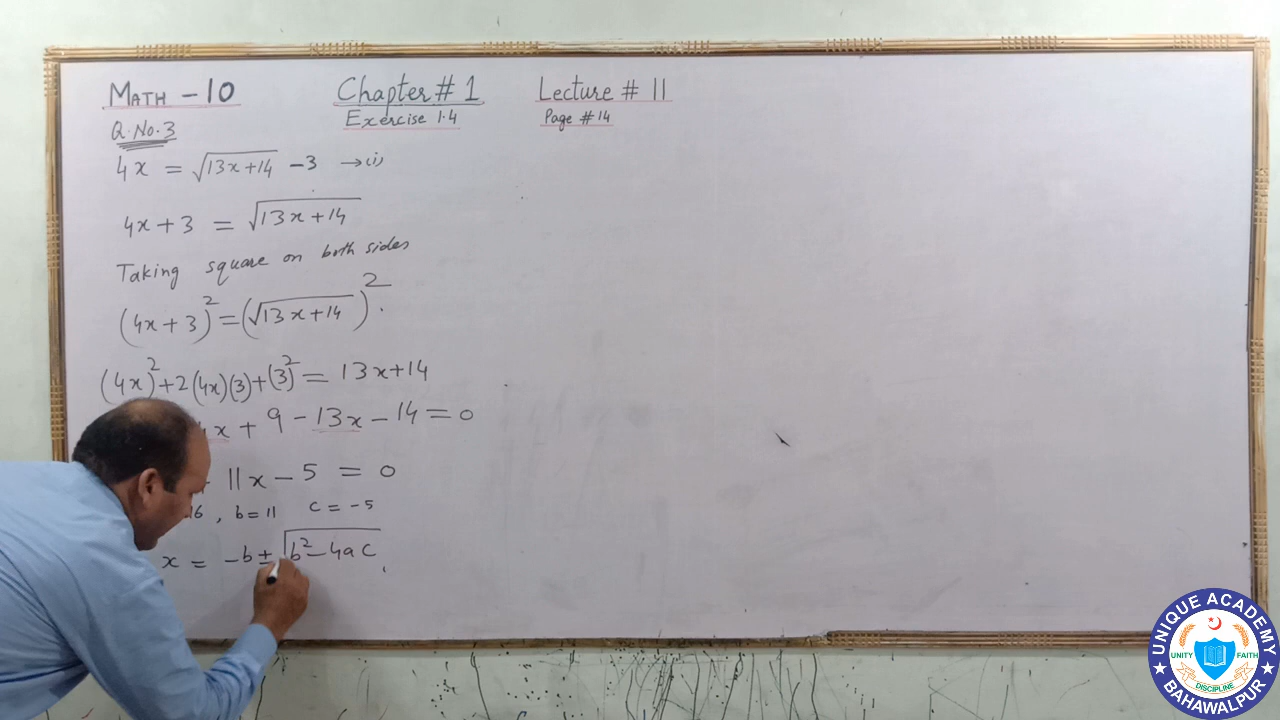 MATH - 10 Chapter # 1 Lecture # 11
Exercise 1.4 Page # 14
Q.No.3
4x = √(13x+14) - 3 → (i)
4x + 3 = √(13x + 14)
Taking square on both sides
(4x + 3)² = (√(13x+14))².
(4x)² + 2(4x)(3) + (3)² = 13x+14
4x + 9 - 13x - 14 = 0
11x - 5 = 0
16, b = 11 c = -5
x = -b ± √(b² - 4ac)
UNIQUE ACADEMY
UNITY FAITH
DISCIPLINE
BAHAWALPUR